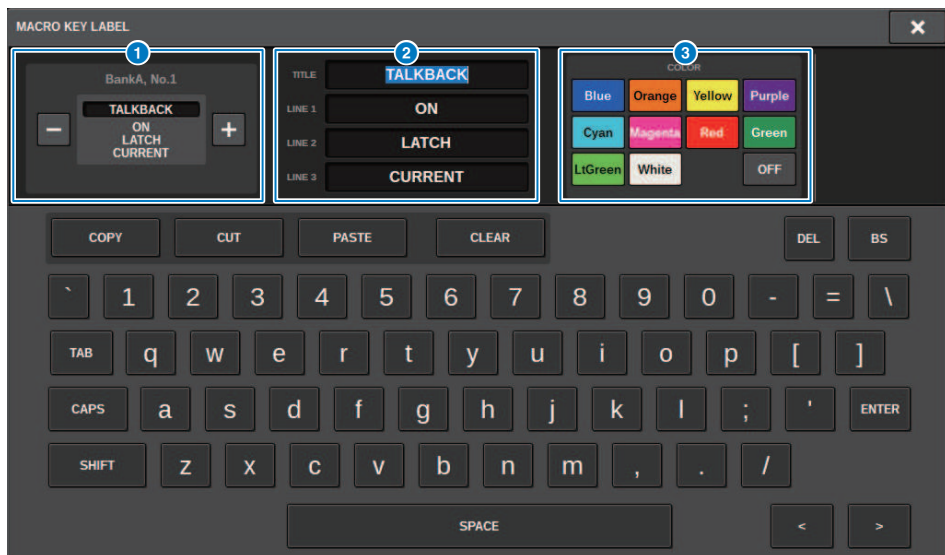 MACRO KEY LABEL
×
1
2
3
BankA, No.1
TALKBACK
ON
LATCH
CURRENT
−
+
TITLE TALKBACK
LINE 1 ON
LINE 2 LATCH
LINE 3 CURRENT
COLOR
Blue Orange Yellow Purple
Cyan Magenta Red Green
LtGreen White OFF
COPY CUT PASTE CLEAR DEL BS
` 1 2 3 4 5 6 7 8 9 0 - = \
TAB q w e r t y u i o p [ ]
CAPS a s d f g h j k l ; ' ENTER
SHIFT z x c v b n m , . /
SPACE < >